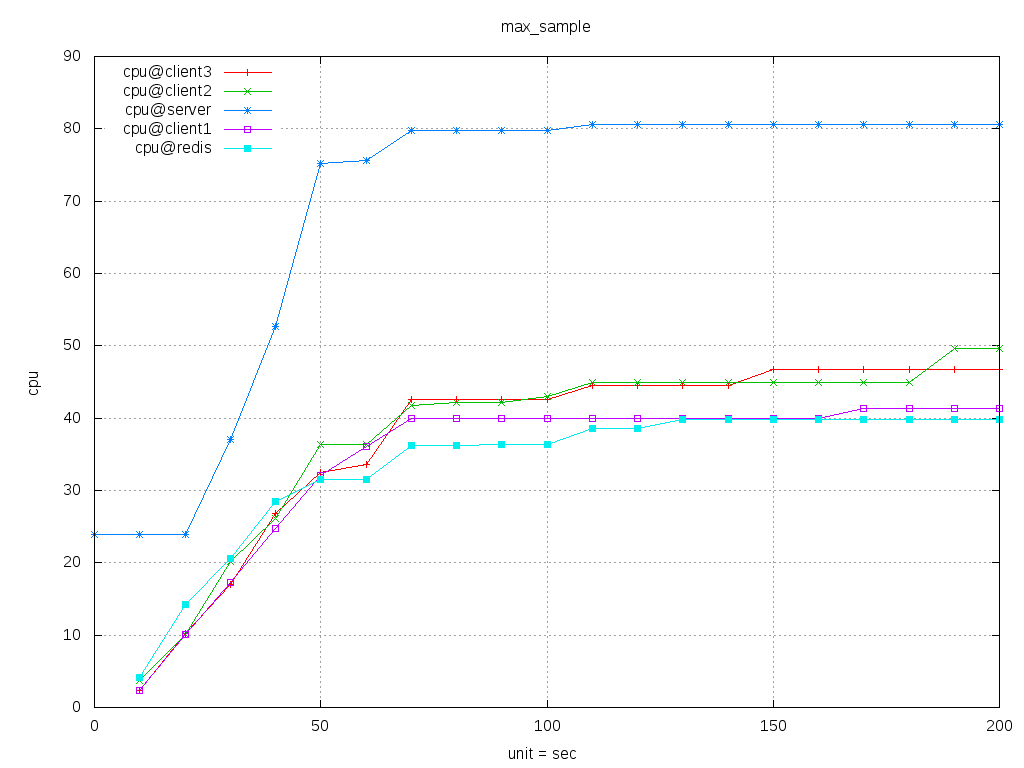 max_sample
90
80
70
60
50
40
30
20
10
0
cpu
cpu@client3
cpu@client2
cpu@server
cpu@client1
cpu@redis
0 50 100 150 200
unit = sec